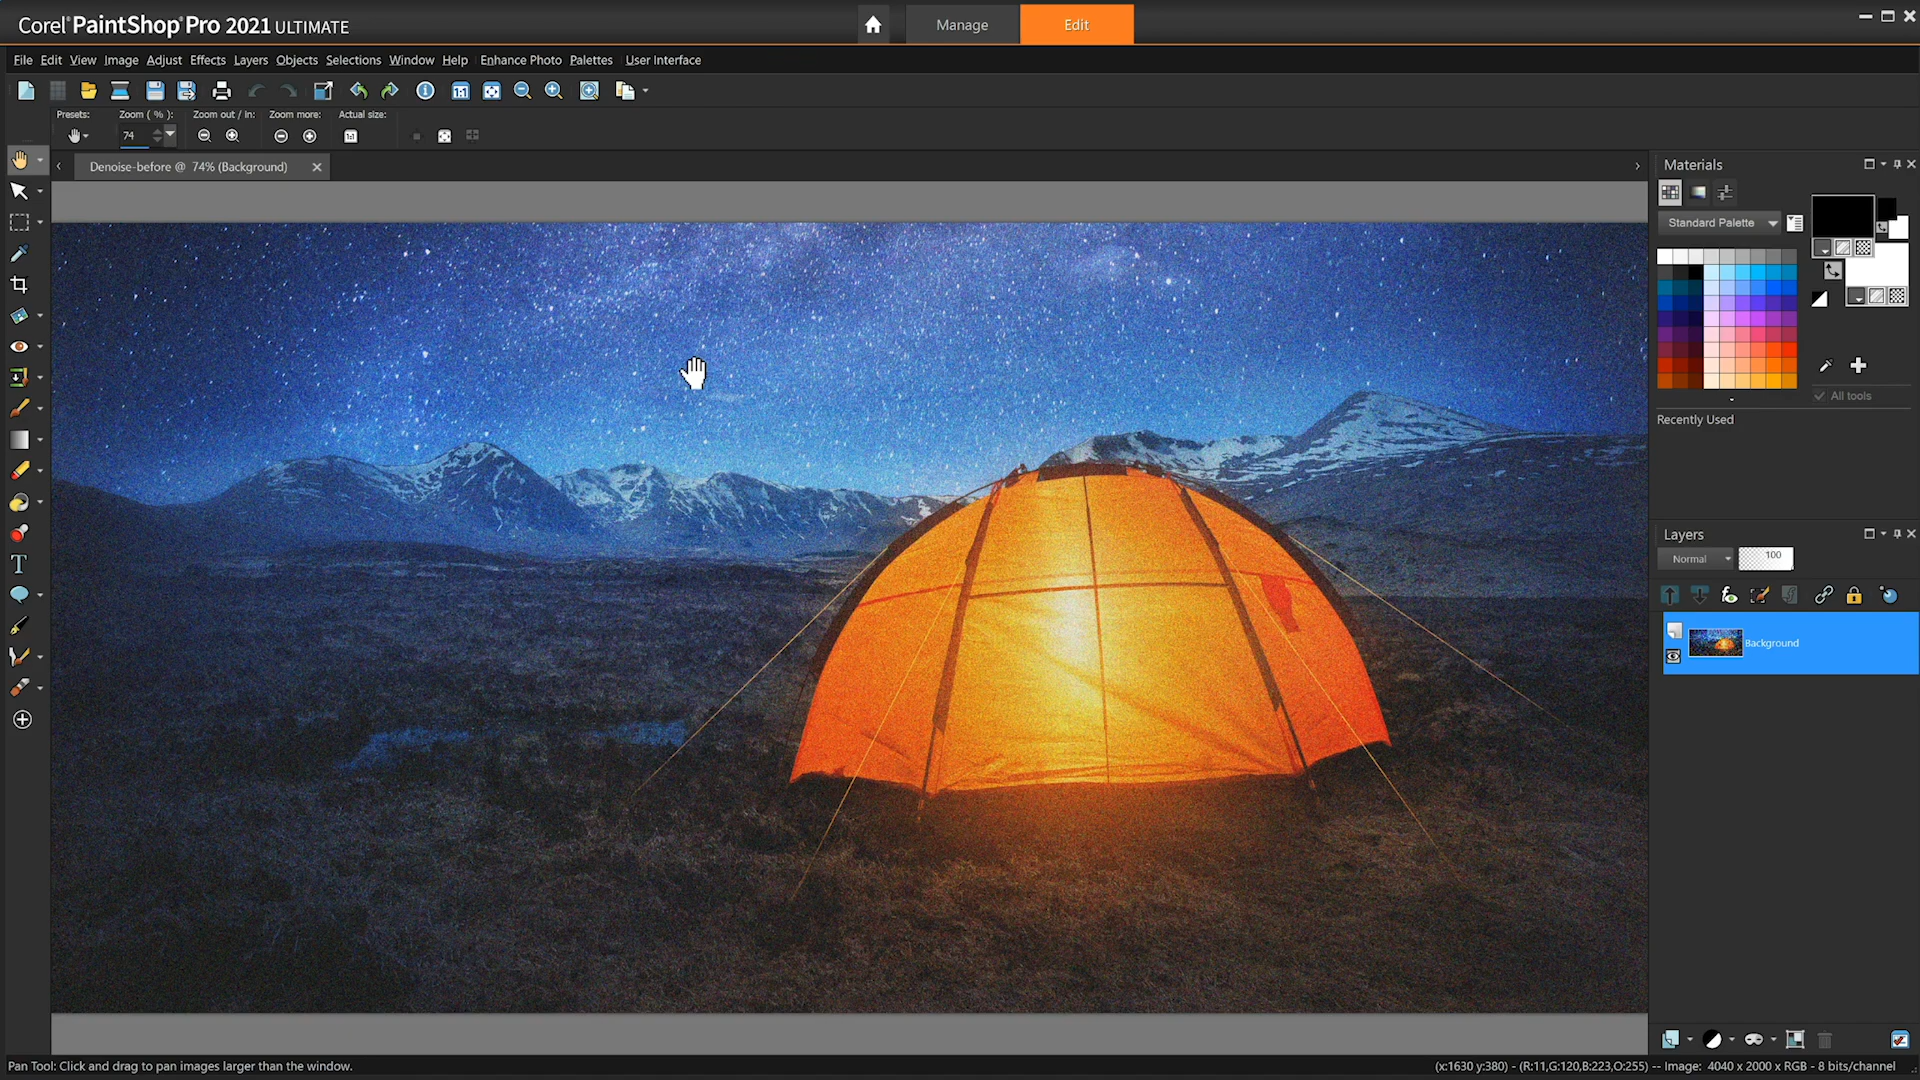 Corel PaintShop Pro 2021 ULTIMATE
Manage
Edit
File Edit View Image Adjust Effects Layers Objects Selections Window Help Enhance Photo Palettes User Interface
Presets: Zoom ( % ): Zoom out / In: Zoom more: Actual size:
74
Denoise-before @ 74% (Background)
Materials
Standard Palette
All tools
Recently Used
Layers
Normal 100
Background
Pan Tool: Click and drag to pan images larger than the window.
(x:1630 y:380) - (R:11,G:120,B:223,O:255) -- Image: 4040 x 2000 x RGB - 8 bits/channel